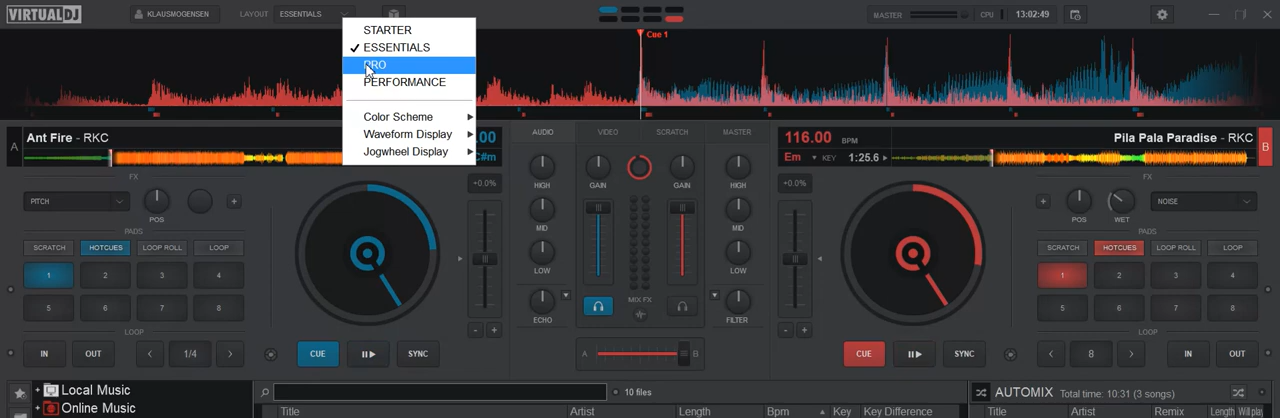 VIRTUALDJ
KLAUSMOGENSEN
LAYOUT ESSENTIALS
MASTER
CPU
13:02:49
STARTER
ESSENTIALS
PRO
PERFORMANCE
Color Scheme
Waveform Display
Jogwheel Display
Cue 1
A
Ant Fire - RKC
.00
C#m
AUDIO VIDEO SCRATCH MASTER
116.00 BPM
Em KEY 1:25.6
Pila Pala Paradise - RKC
B
FX
PITCH
POS
PADS
SCRATCH HOTCUES LOOP ROLL LOOP
1 2 3 4
5 6 7 8
LOOP
IN OUT 1/4
+0.0%
- +
CUE SYNC
HIGH
MID
LOW
ECHO
GAIN GAIN
MIX FX
A B
HIGH
MID
LOW
FILTER
+0.0%
- +
CUE SYNC
FX
POS WET NOISE
PADS
SCRATCH HOTCUES LOOP ROLL LOOP
1 2 3 4
5 6 7 8
LOOP
8 IN OUT
Local Music
Online Music
10 files
Title Artist Length Bpm Key Key Difference
AUTOMIX Total time: 10:31 (3 songs)
Title Artist Remix Length Will play